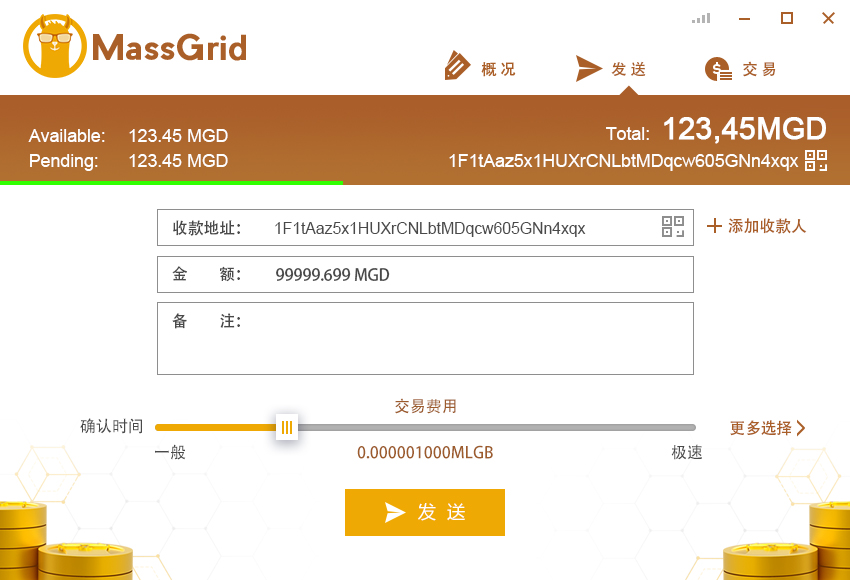 MassGrid
概况 发送 交易
Available: 123.45 MGD
Pending: 123.45 MGD
Total: 123,45MGD
1F1tAaz5x1HUXrCNLbtMDqcw605GNn4xqx
收款地址： 1F1tAaz5x1HUXrCNLbtMDqcw605GNn4xqx
添加收款人
金 额： 99999.699 MGD
备 注：
交易费用
确认时间
更多选择
一般 0.000001000MLGB 极速
发送